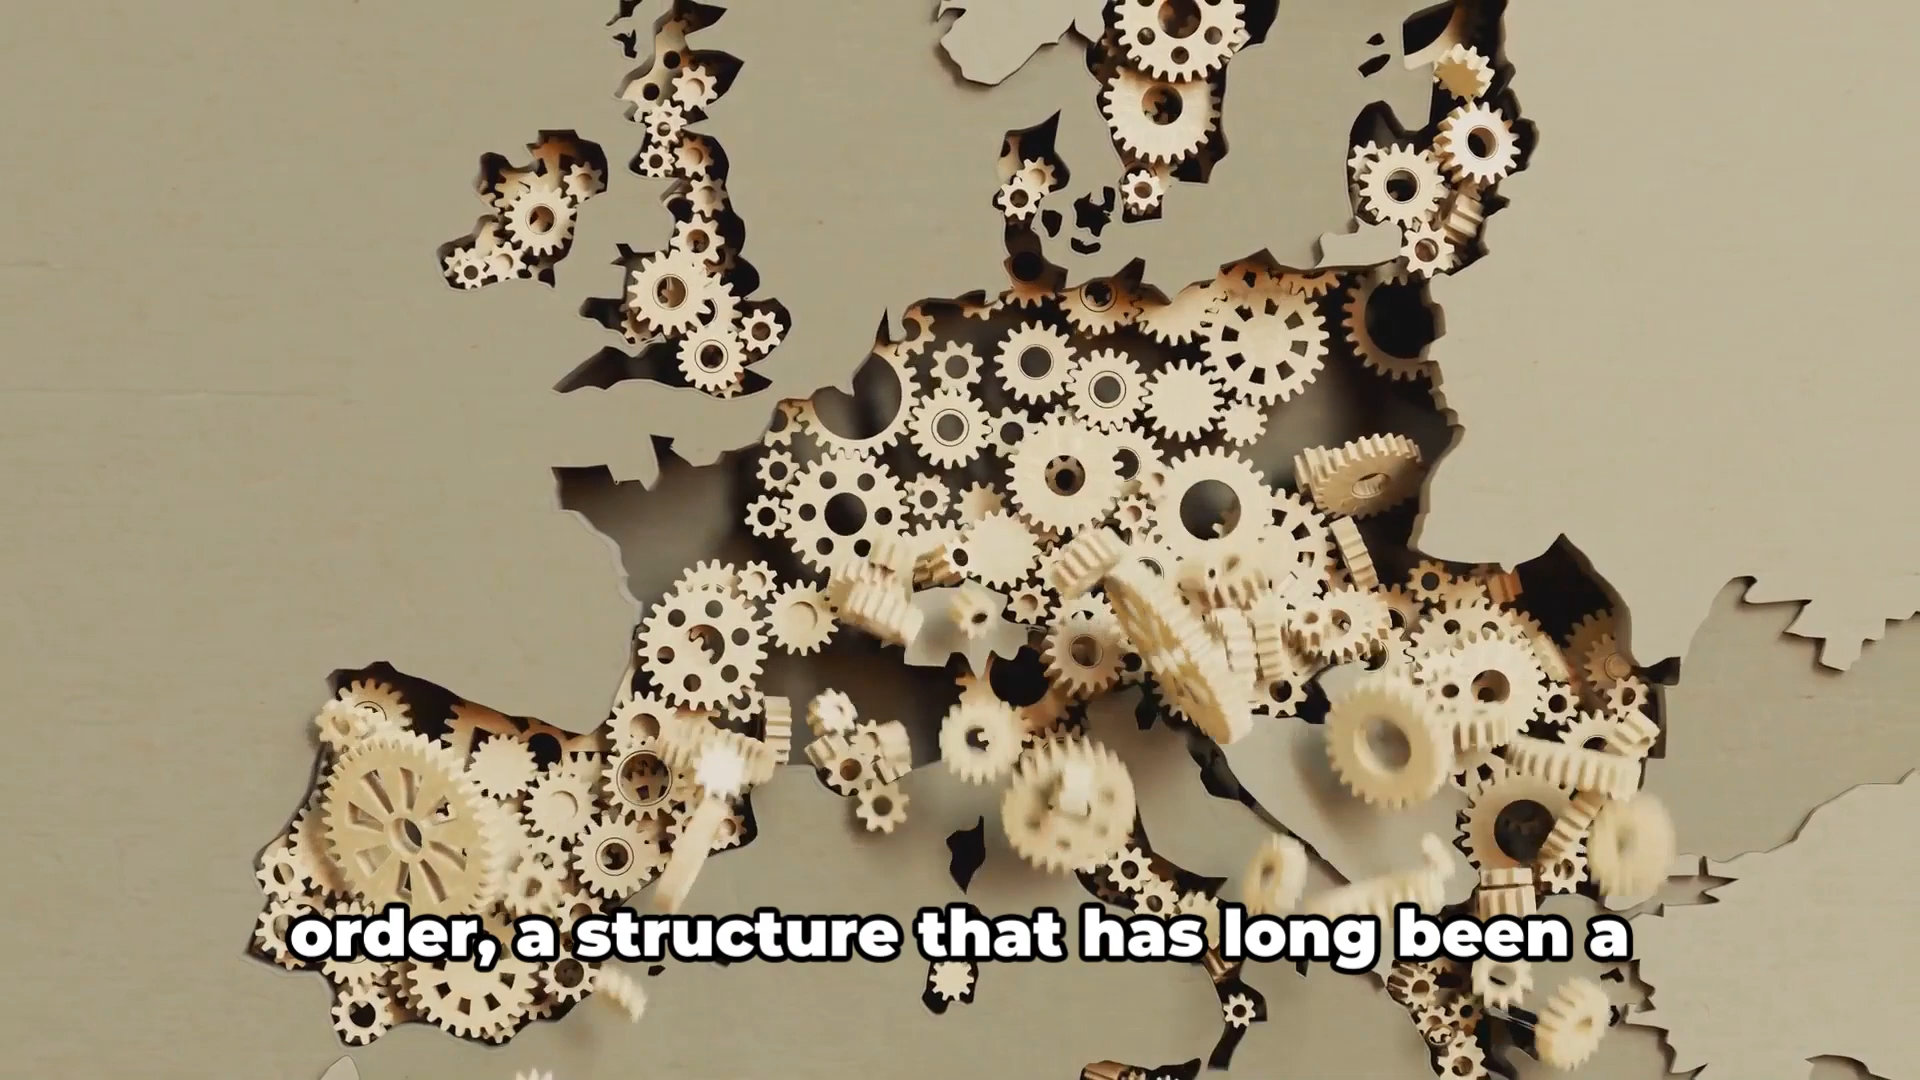 order, a structure that has long been a